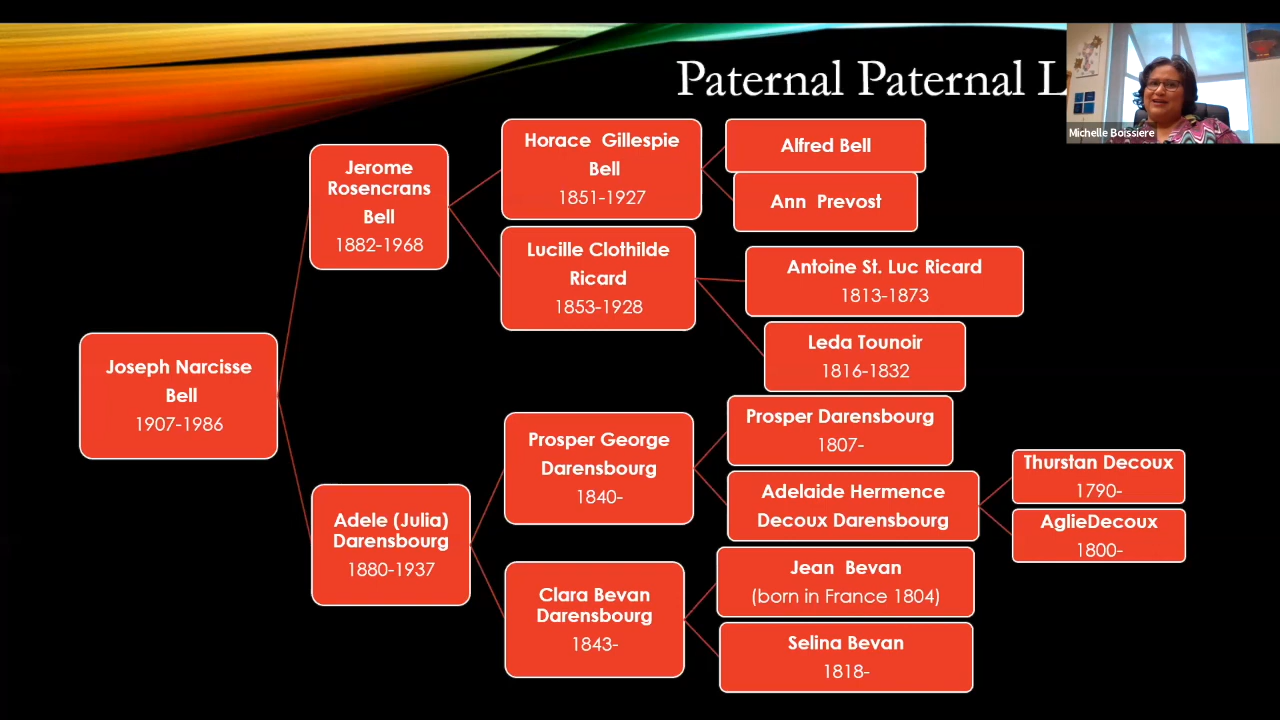 Paternal Paternal L
Michelle Boissiere
Joseph Narcisse
Bell
1907-1986
Jerome
Rosencrans
Bell
1882-1968
Horace Gillespie
Bell
1851-1927
Alfred Bell
Ann Prevost
Lucille Clothilde
Ricard
1853-1928
Antoine St. Luc Ricard
1813-1873
Leda Tounoir
1816-1832
Adele (Julia)
Darensbourg
1880-1937
Prosper George
Darensbourg
1840-
Prosper Darensbourg
1807-
Adelaide Hermence
Decoux Darensbourg
Thurstan Decoux
1790-
AglieDecoux
1800-
Clara Bevan
Darensbourg
1843-
Jean Bevan
(born in France 1804)
Selina Bevan
1818-